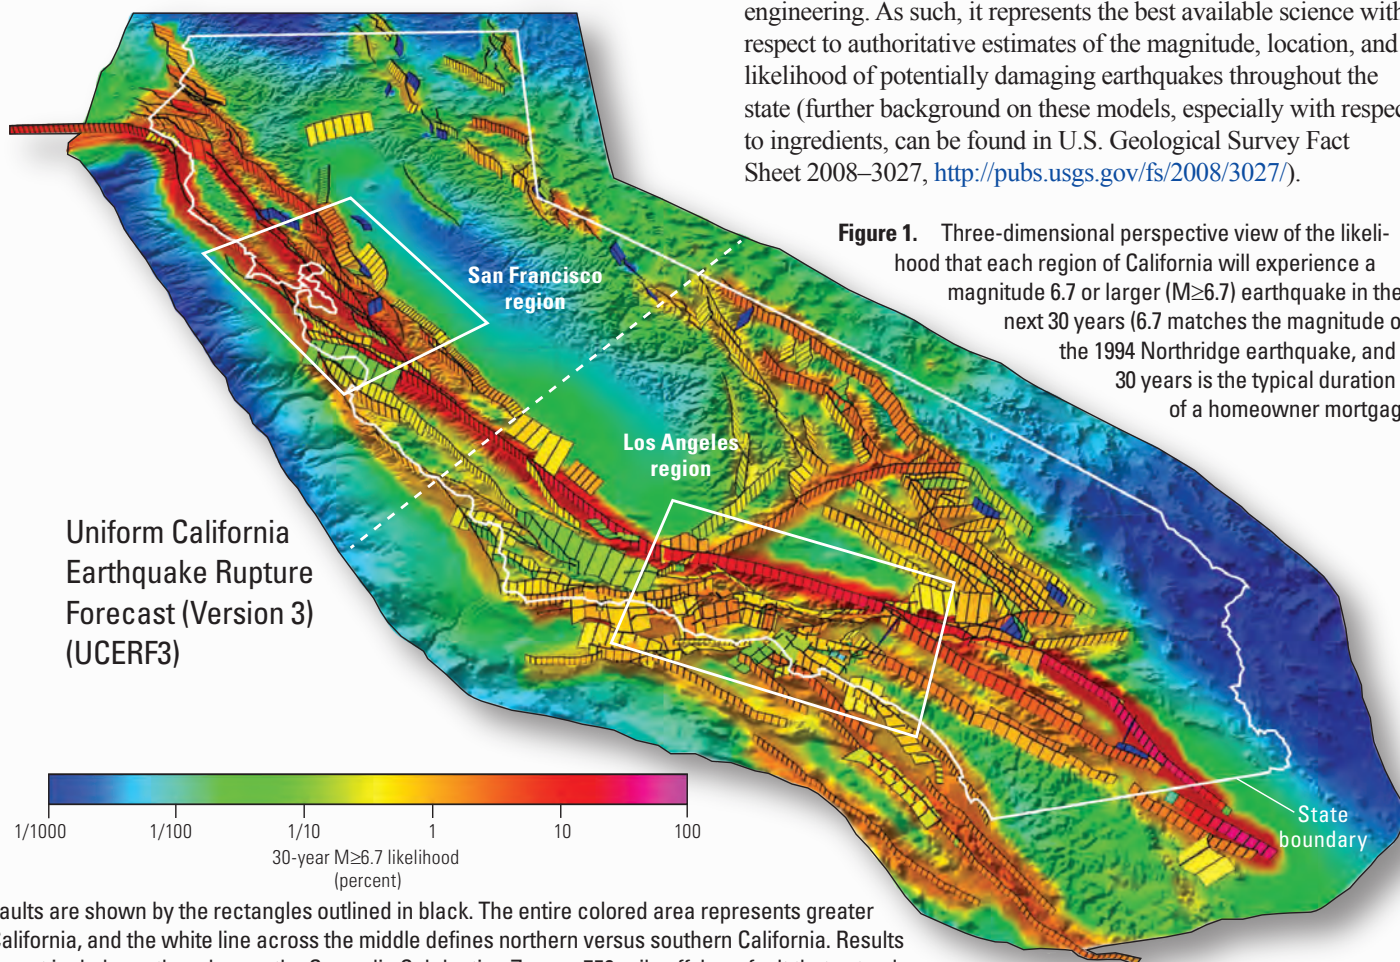 engineering. As such, it represents the best available science with
respect to authoritative estimates of the magnitude, location, and
likelihood of potentially damaging earthquakes throughout the
state (further background on these models, especially with respec
to ingredients, can be found in U.S. Geological Survey Fact
Sheet 2008–3027, http://pubs.usgs.gov/fs/2008/3027/).
Figure 1. Three-dimensional perspective view of the likeli-
hood that each region of California will experience a
magnitude 6.7 or larger (M≥6.7) earthquake in the
next 30 years (6.7 matches the magnitude o
the 1994 Northridge earthquake, and
30 years is the typical duration
of a homeowner mortgag
San Francisco
region
Los Angeles
region
Uniform California
Earthquake Rupture
Forecast (Version 3)
(UCERF3)
State
boundary
1/1000 1/100 1/10 1 10 100
30-year M≥6.7 likelihood
(percent)
aults are shown by the rectangles outlined in black. The entire colored area represents greater
California, and the white line across the middle defines northern versus southern California. Results